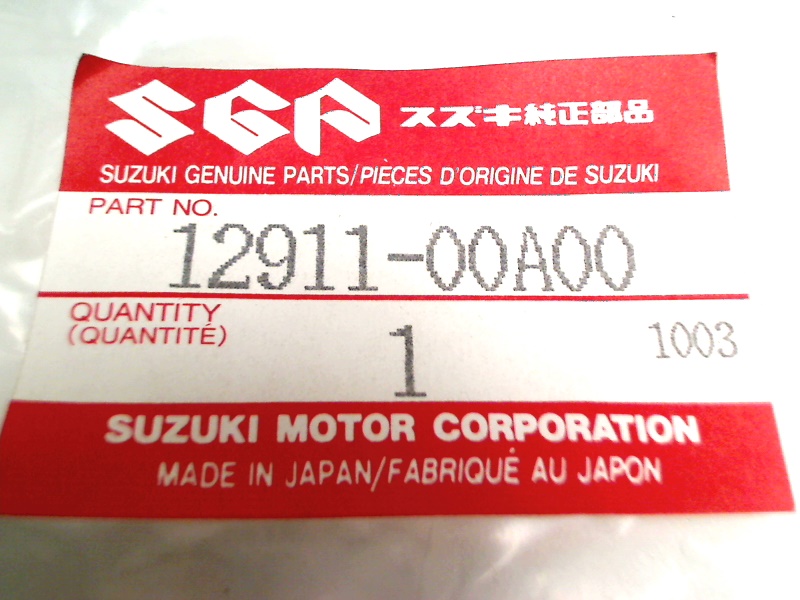 SGP スズキ純正部品
SUZUKI GENUINE PARTS/PIÈCES D'ORIGINE DE SUZUKI
PART NO.
12911-00A00
QUANTITY
(QUANTITÉ)
1
1003
SUZUKI MOTOR CORPORATION
MADE IN JAPAN/FABRIQUÉ AU JAPON